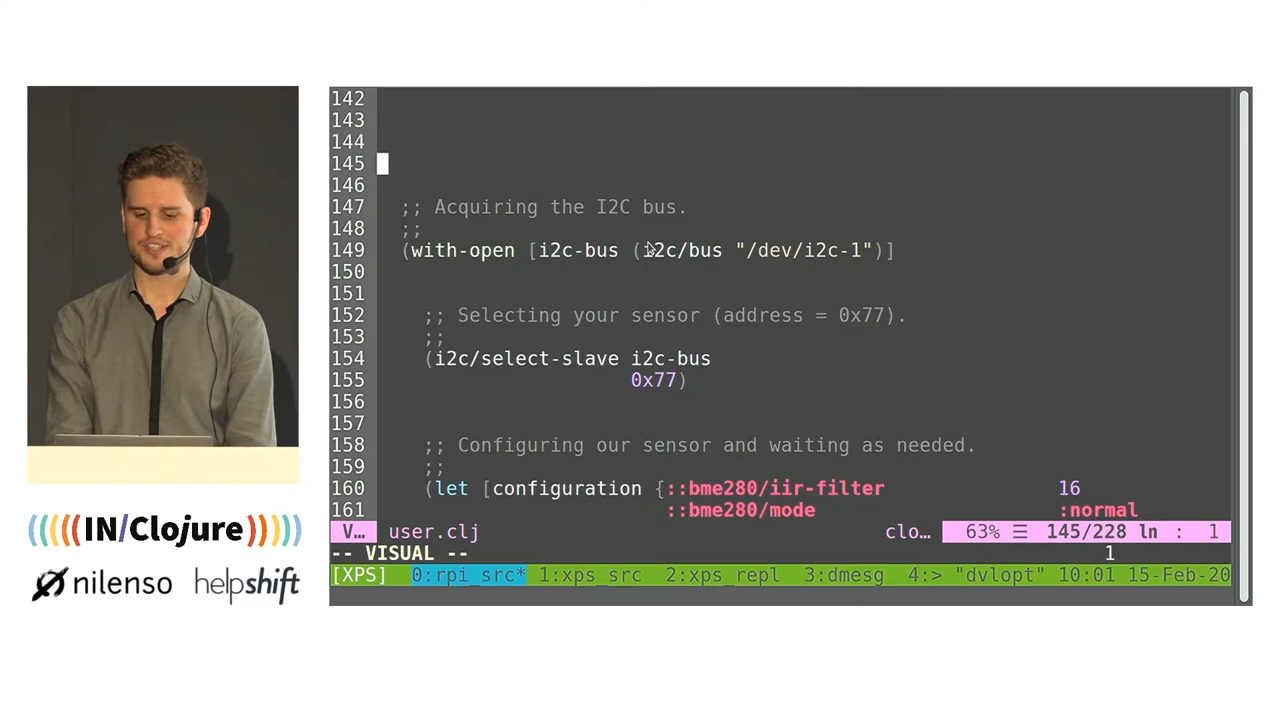 142
143
144
145
146
147 ;; Acquiring the I2C bus.
148 ;;
149 (with-open [i2c-bus (i2c/bus "/dev/i2c-1")]
150
151
152 ;; Selecting your sensor (address = 0x77).
153 ;;
154 (i2c/select-slave i2c-bus
155 0x77)
156
157
158 ;; Configuring our sensor and waiting as needed.
159 ;;
160 (let [configuration {::bme280/iir-filter 16
161 ::bme280/mode :normal
V… user.clj clo… 63% ☰ 145/228 ln : 1
-- VISUAL -- 1
[XPS] 0:rpi_src* 1:xps_src 2:xps_repl 3:dmesg 4:> "dvlopt" 10:01 15-Feb-20
((((IN/Clojure))))
nilenso helpshift